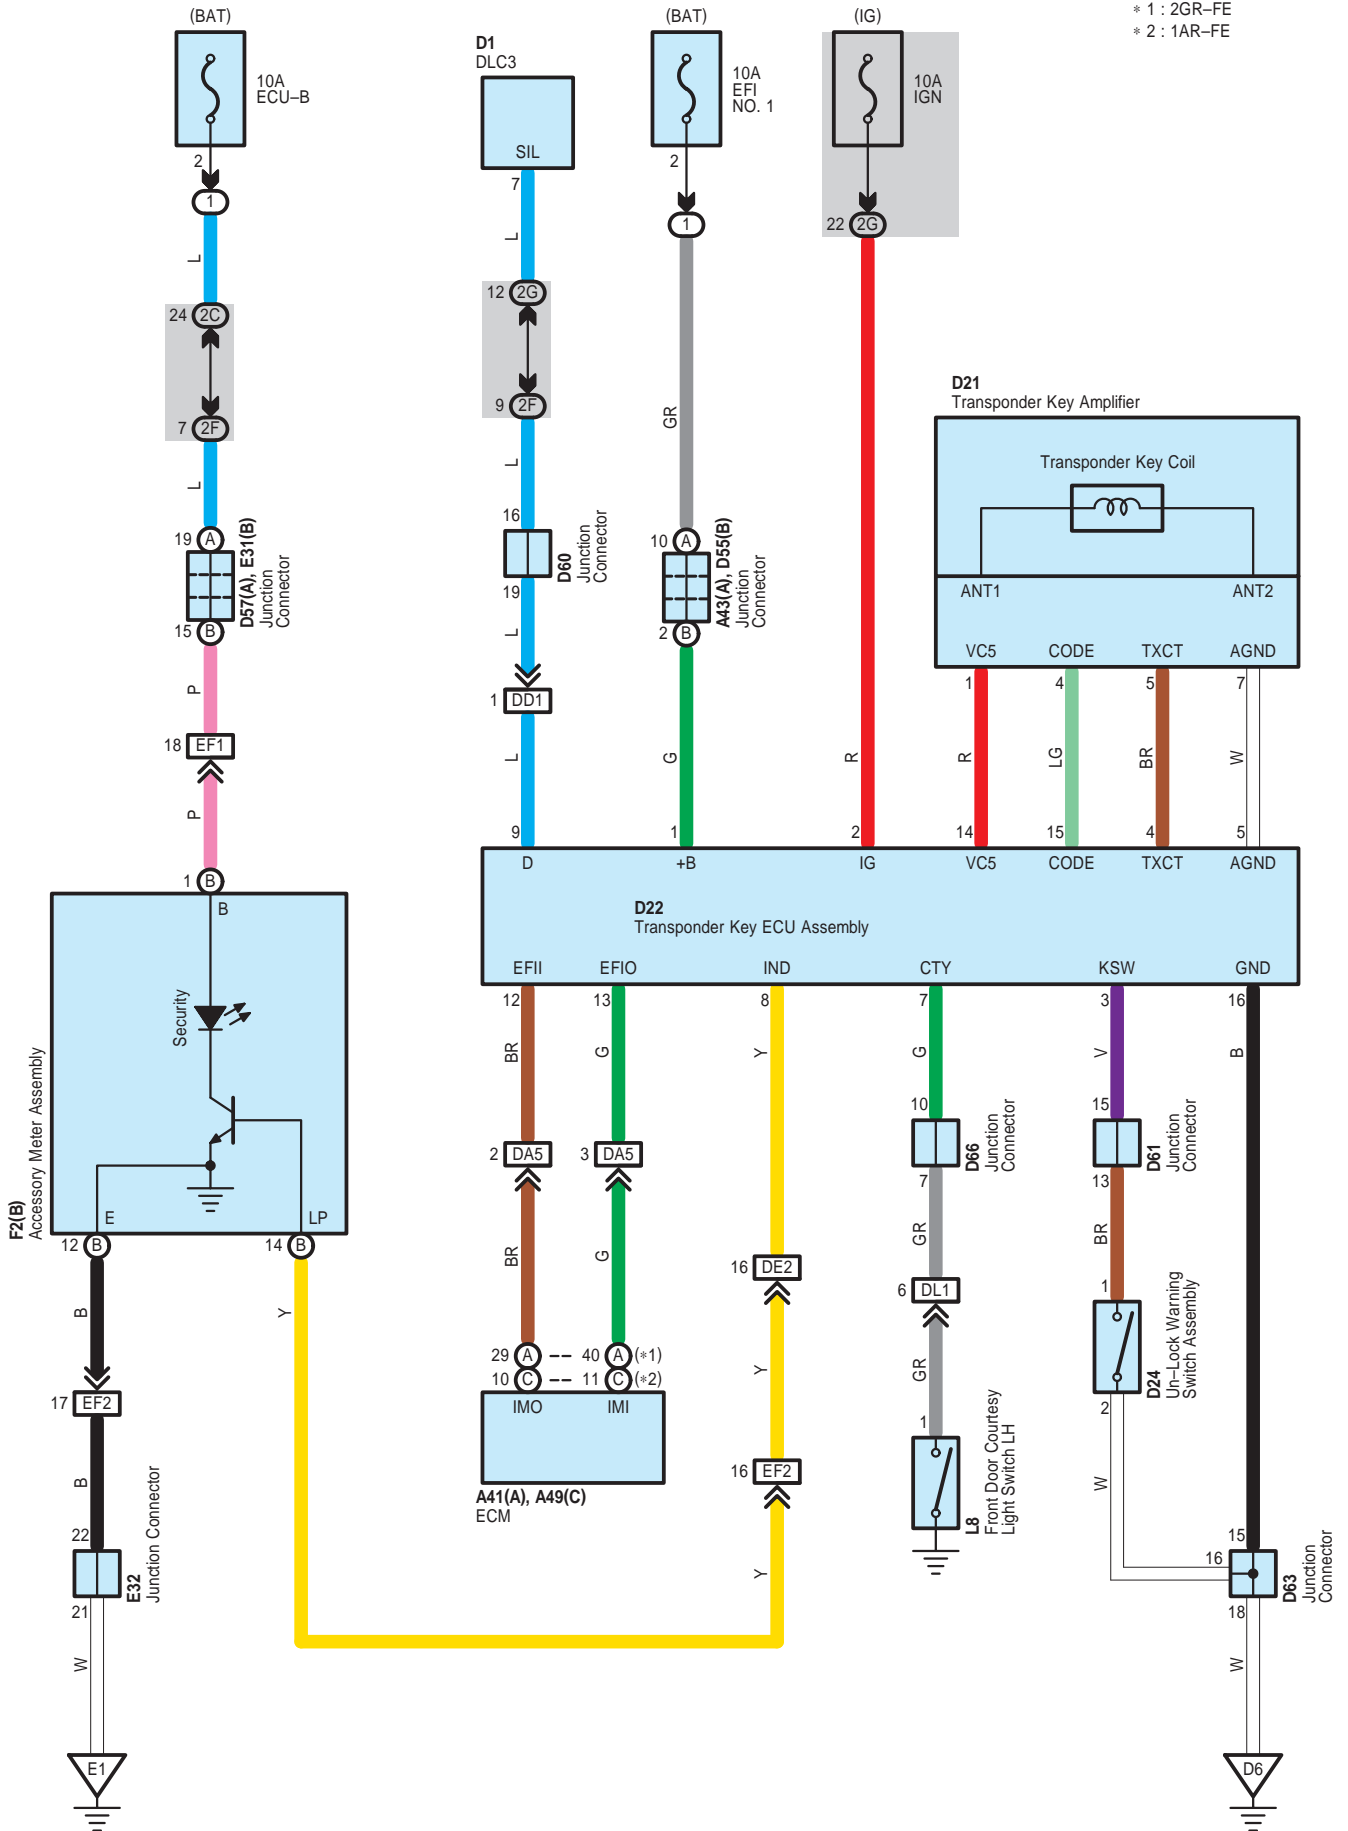 * 1 : 2GR–FE
* 2 : 1AR–FE
(BAT)
10A
ECU–B
2
1
L
24 2C
7 2F
L
19 A
D57(A), E31(B)
Junction
Connector
15 B
P
18 EF1
P
1 B
B
Security
F2(B)
Accessory Meter Assembly
E
LP
12 B
14 B
B
Y
17 EF2
B
22
E32
Junction Connector
21
W
E1
D1
DLC3
SIL
7
L
12 2G
9 2F
L
16
D60
Junction
Connector
19
L
1 DD1
L
9
(BAT)
10A
EFI
NO. 1
2
1
GR
10 A
A43(A), D55(B)
Junction
Connector
2 B
G
1
(IG)
10A
IGN
22 2G
R
2
D21
Transponder Key Amplifier
Transponder Key Coil
ANT1
ANT2
VC5
CODE
TXCT
AGND
1
4
5
7
R
LG
BR
W
14
15
4
5
D
+B
IG
VC5
CODE
TXCT
AGND
D22
Transponder Key ECU Assembly
EFII
EFIO
IND
CTY
KSW
GND
12
13
8
7
3
16
BR
G
Y
G
V
B
2 DA5
3 DA5
BR
G
29 A
40 A (*1)
10 C
11 C (*2)
IMO
IMI
A41(A), A49(C)
ECM
16 DE2
Y
16 EF2
Y
10
D66
Junction
Connector
7
GR
6 DL1
GR
1
L8
Front Door Courtesy
Light Switch LH
15
D61
Junction
Connector
13
BR
1
D24
Un–Lock Warning
Switch Assembly
2
W
15
16
D63
Junction
Connector
18
W
D6